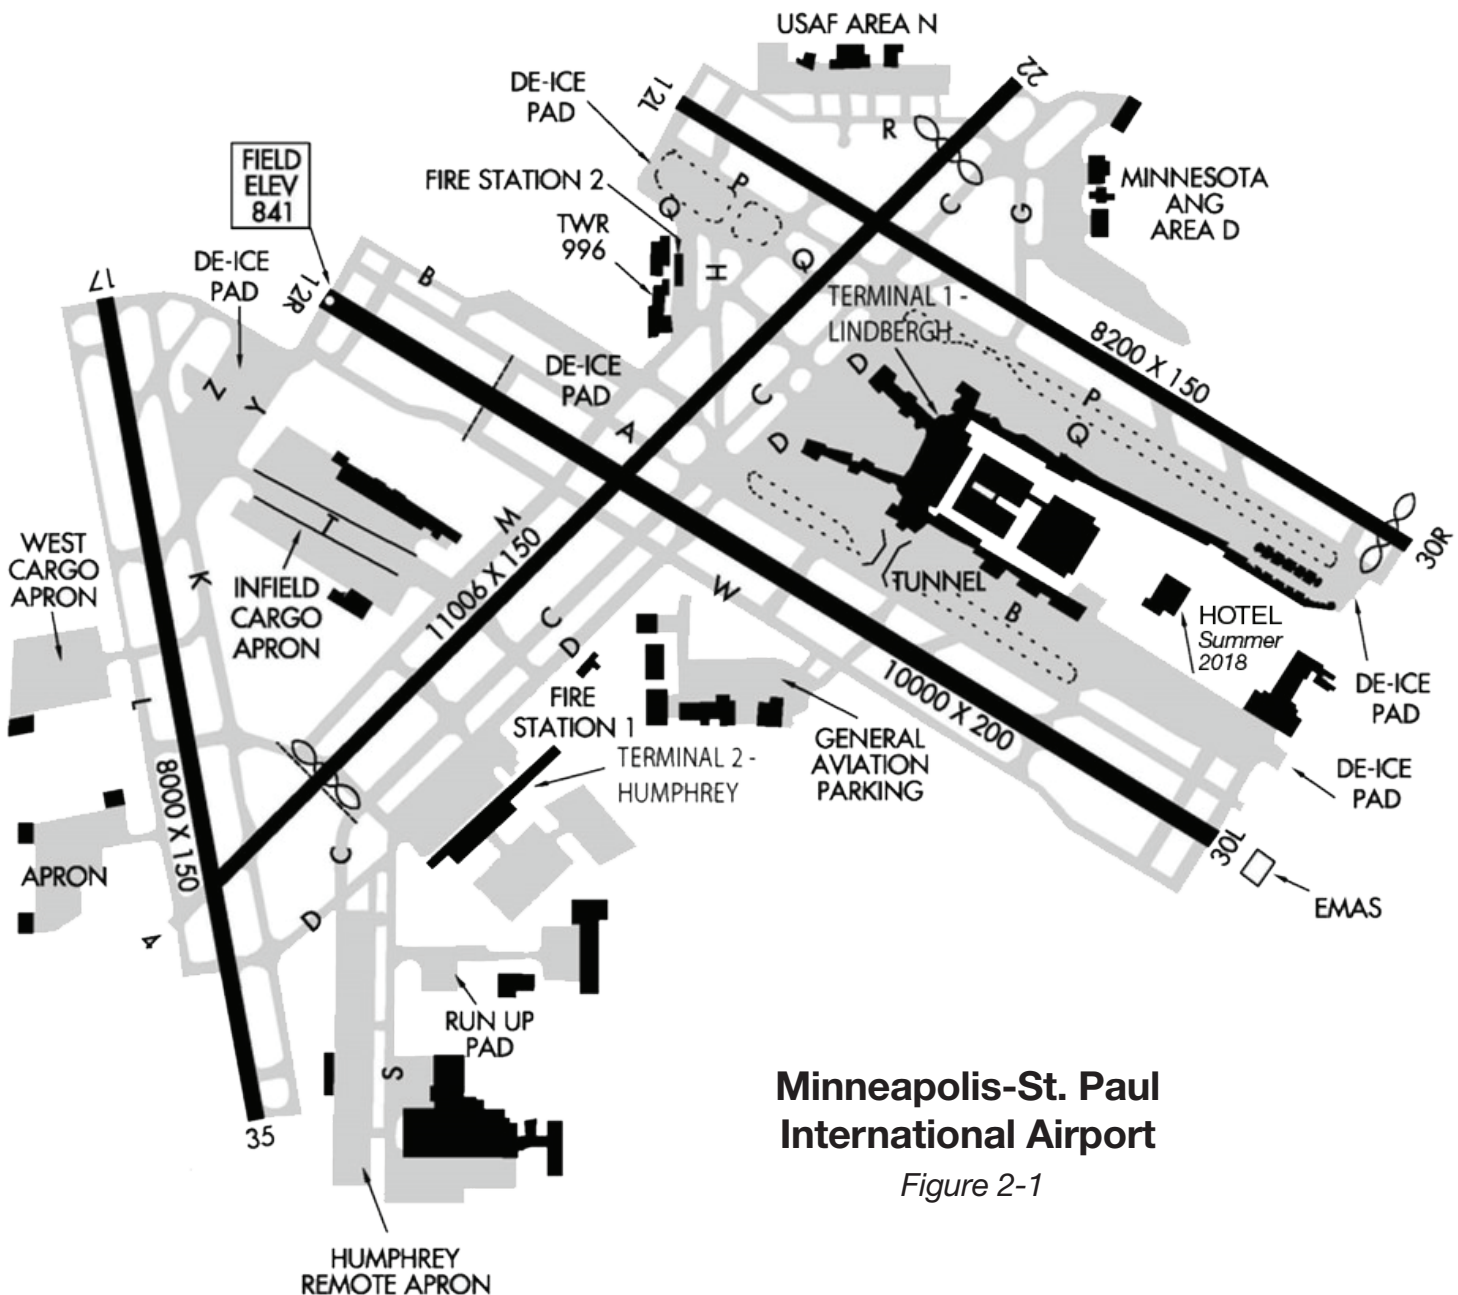 USAF AREA N
22
DE-ICE
PAD
12L
R
FIELD
ELEV
841
FIRE STATION 2
P
MINNESOTA
ANG
AREA D
C
G
Q
TWR
996
DE-ICE
PAD
H
Q
17
12R
B
TERMINAL 1 -
LINDBERGH
8200 X 150
DE-ICE
PAD
D
Z
Y
C
P
A
D
Q
I
M
30R
WEST
CARGO
APRON
K
INFIELD
CARGO
APRON
11006 X 150
W
TUNNEL
B
HOTEL
Summer
2018
C
D
DE-ICE
PAD
L
FIRE
STATION 1
10000 X 200
GENERAL
AVIATION
PARKING
TERMINAL 2 -
HUMPHREY
DE-ICE
PAD
8000 X 150
C
30L
APRON
EMAS
D
4
RUN UP
PAD
S
35
Minneapolis-St. Paul
International Airport
Figure 2-1
HUMPHREY
REMOTE APRON